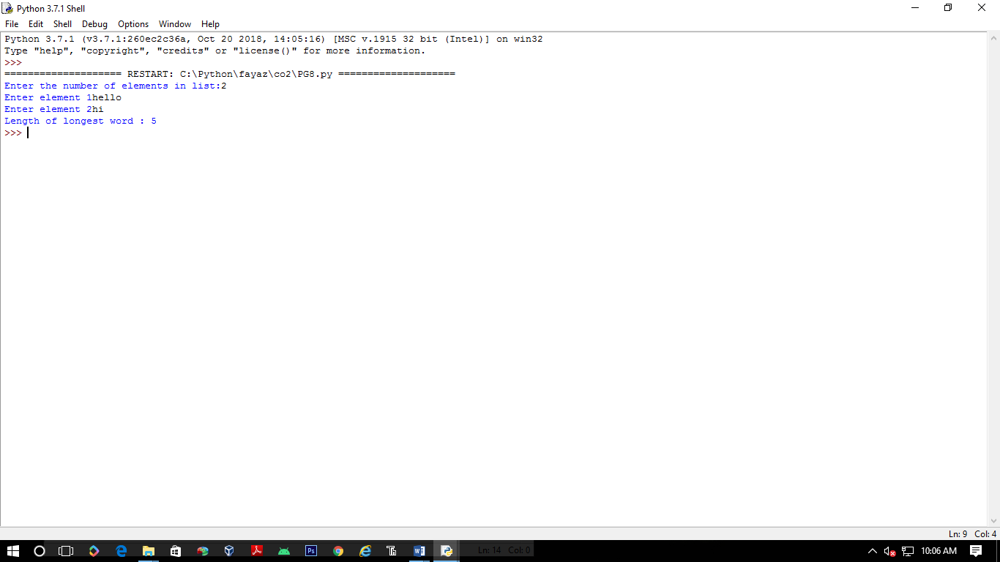 Python 3.7.1 Shell
File Edit Shell Debug Options Window Help
Python 3.7.1 (v3.7.1:260ec2c36a, Oct 20 2018, 14:05:16) [MSC v.1915 32 bit (Intel)] on win32
Type "help", "copyright", "credits" or "license()" for more information.
>>>
==================== RESTART: C:\Python\fayaz\co2\PG8.py ====================
Enter the number of elements in list:2
Enter element 1hello
Enter element 2hi
Length of longest word : 5
>>>
Ln: 9 Col: 4
Ps
Ln: 14 Col: 0
10:06 AM